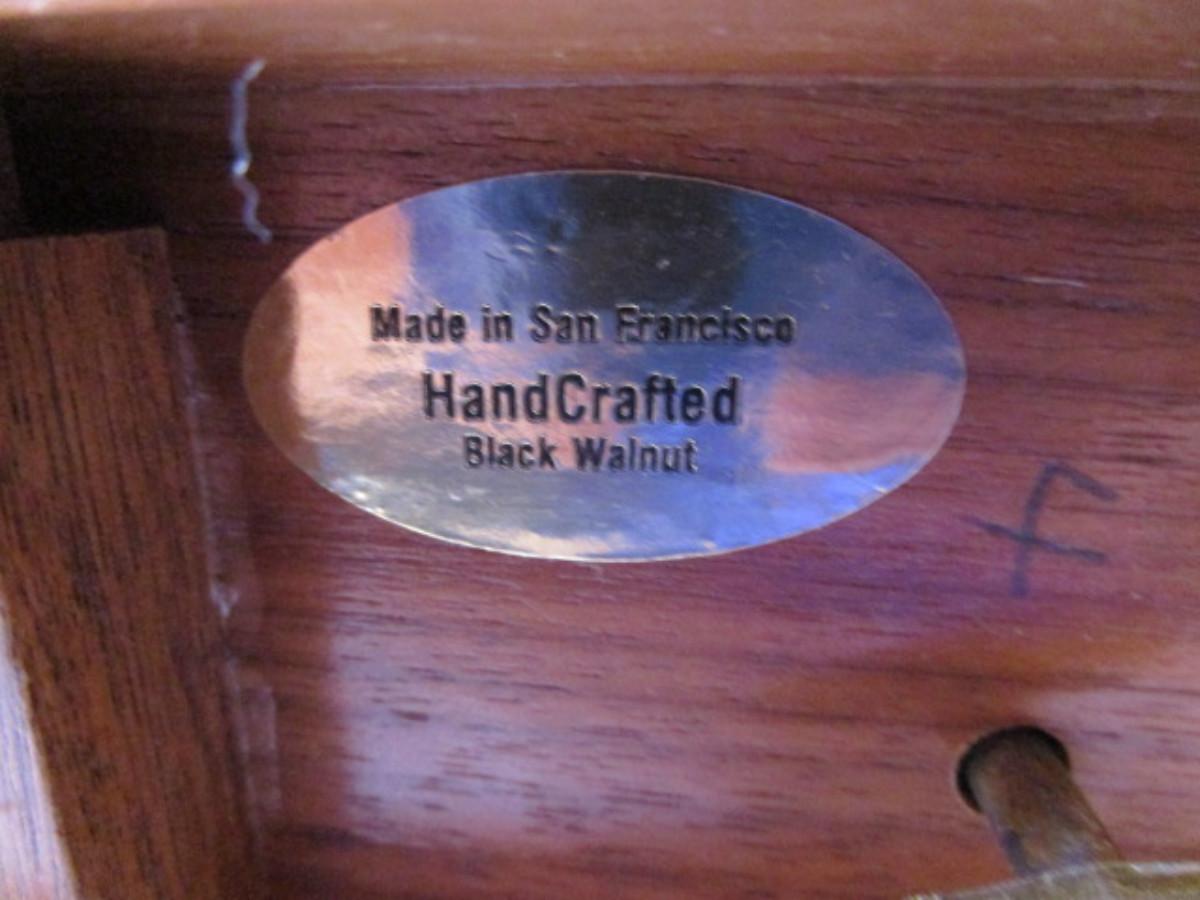 Made in San Francisco
HandCrafted
Black Walnut